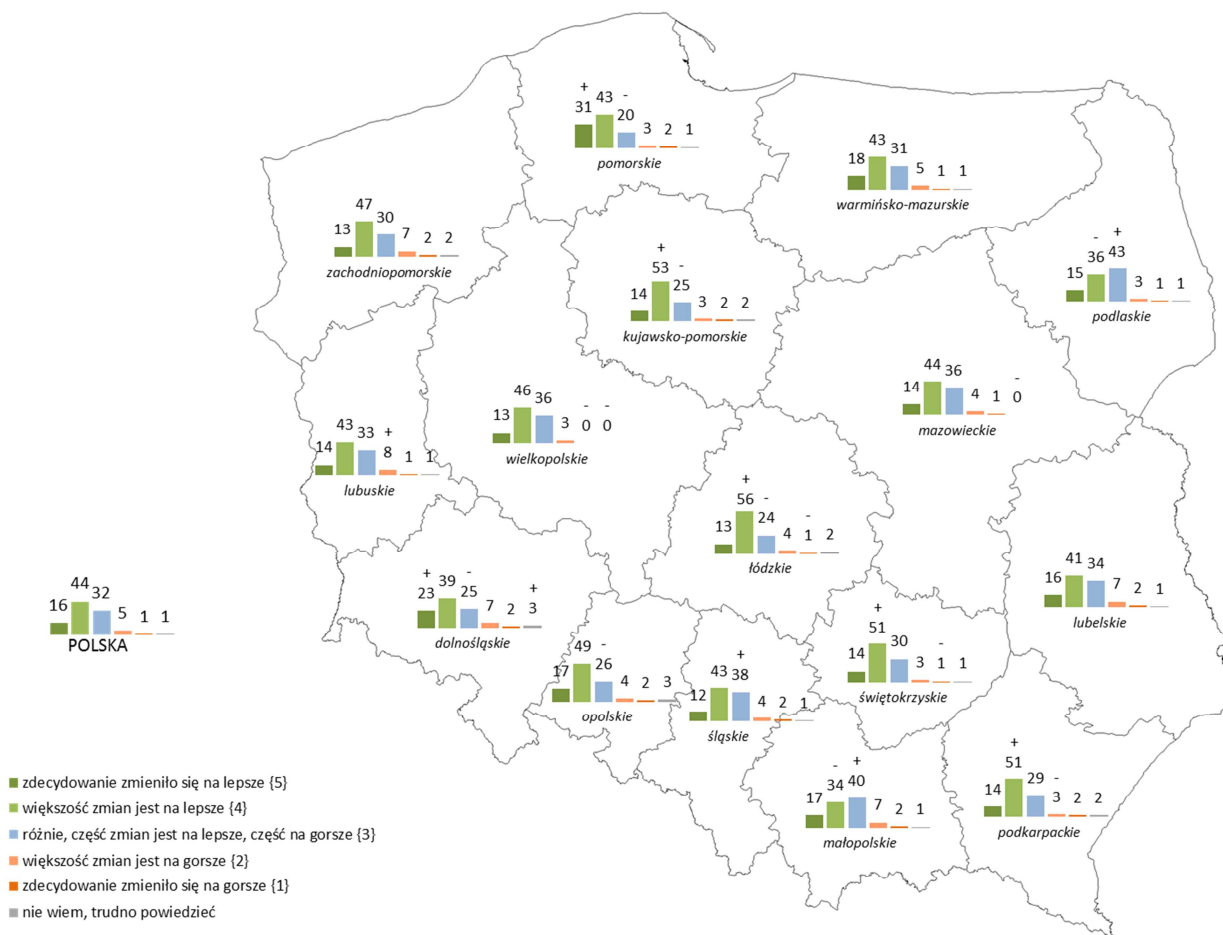 + -
31 43 20 3 2 1
pomorskie
18 43 31 5 1 1
warmińsko-mazurskie
13 47 30 7 2 2
zachodniopomorskie
+ -
14 53 25 3 2 2
kujawsko-pomorskie
- +
15 36 43 3 1 1
podlaskie
-
14 44 36 4 1 0
mazowieckie
- -
13 46 36 3 0 0
wielkopolskie
+
14 43 33 8 1 1
lubuskie
+ - -
13 56 24 4 1 2
łódzkie
16 41 34 7 2 1
lubelskie
+ - +
23 39 25 7 2 3
dolnośląskie
16 44 32 5 1 1
POLSKA
-
17 49 26 4 2 3
opolskie
+
12 43 38 4 2 1
śląskie
+ -
14 51 30 3 1 1
świętokrzyskie
- +
17 34 40 7 2 1
małopolskie
+ -
14 51 29 3 2 2
podkarpackie
zdecydowanie zmieniło się na lepsze {5}
większość zmian jest na lepsze {4}
różnie, część zmian jest na lepsze, część na gorsze {3}
większość zmian jest na gorsze {2}
zdecydowanie zmieniło się na gorsze {1}
nie wiem, trudno powiedzieć